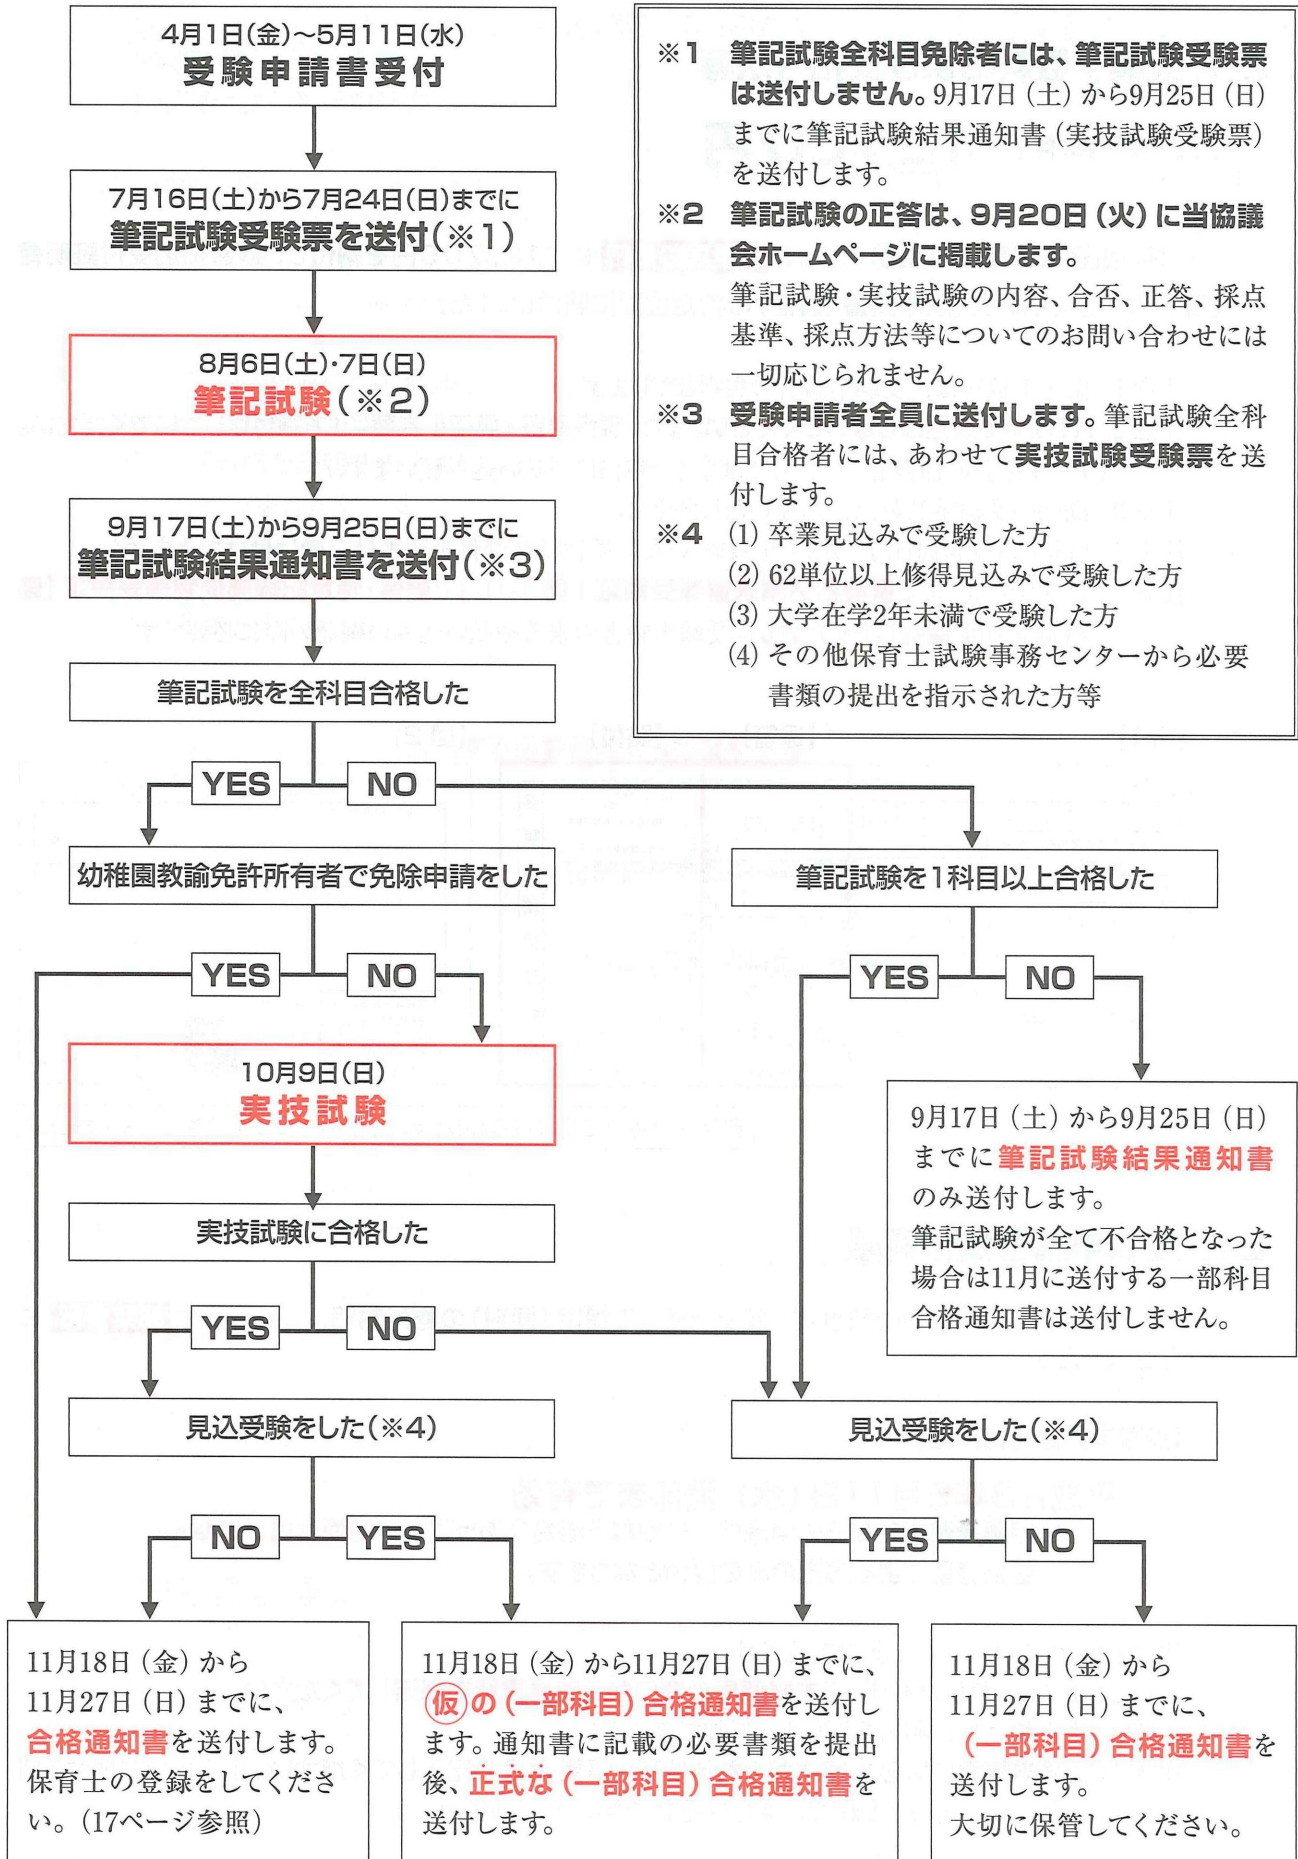 4月1日(金)～5月11日(水)
受験申請書受付
7月16日(土)から7月24日(日)までに
筆記試験受験票を送付(※1)
8月6日(土)・7日(日)
筆記試験(※2)
9月17日(土)から9月25日(日)までに
筆記試験結果通知書を送付(※3)
筆記試験を全科目合格した
YES
NO
幼稚園教諭免許所有者で免除申請をした
YES
NO
10月9日(日)
実技試験
実技試験に合格した
YES
NO
見込受験をした(※4)
NO
YES
11月18日（金）から
11月27日（日）までに、
合格通知書を送付します。
保育士の登録をしてくださ
い。（17ページ参照）
11月18日（金）から11月27日（日）までに、
仮の（一部科目）合格通知書を送付し
ます。通知書に記載の必要書類を提出
後、正式な（一部科目）合格通知書を
送付します。
※1 筆記試験全科目免除者には、筆記試験受験票
は送付しません。9月17日（土）から9月25日（日）
までに筆記試験結果通知書（実技試験受験票）
を送付します。
※2 筆記試験の正答は、9月20日（火）に当協議
会ホームページに掲載します。
筆記試験・実技試験の内容、合否、正答、採点
基準、採点方法等についてのお問い合わせには
一切応じられません。
※3 受験申請者全員に送付します。筆記試験全科
目合格者には、あわせて実技試験受験票を送
付します。
※4 (1) 卒業見込みで受験した方
(2) 62単位以上修得見込みで受験した方
(3) 大学在学2年未満で受験した方
(4) その他保育士試験事務センターから必要
書類の提出を指示された方等
筆記試験を1科目以上合格した
YES
NO
9月17日（土）から9月25日（日）
までに筆記試験結果通知書
のみ送付します。
筆記試験が全て不合格となった
場合は11月に送付する一部科目
合格通知書は送付しません。
見込受験をした(※4)
YES
NO
11月18日（金）から
11月27日（日）までに、
（一部科目）合格通知書を
送付します。
大切に保管してください。